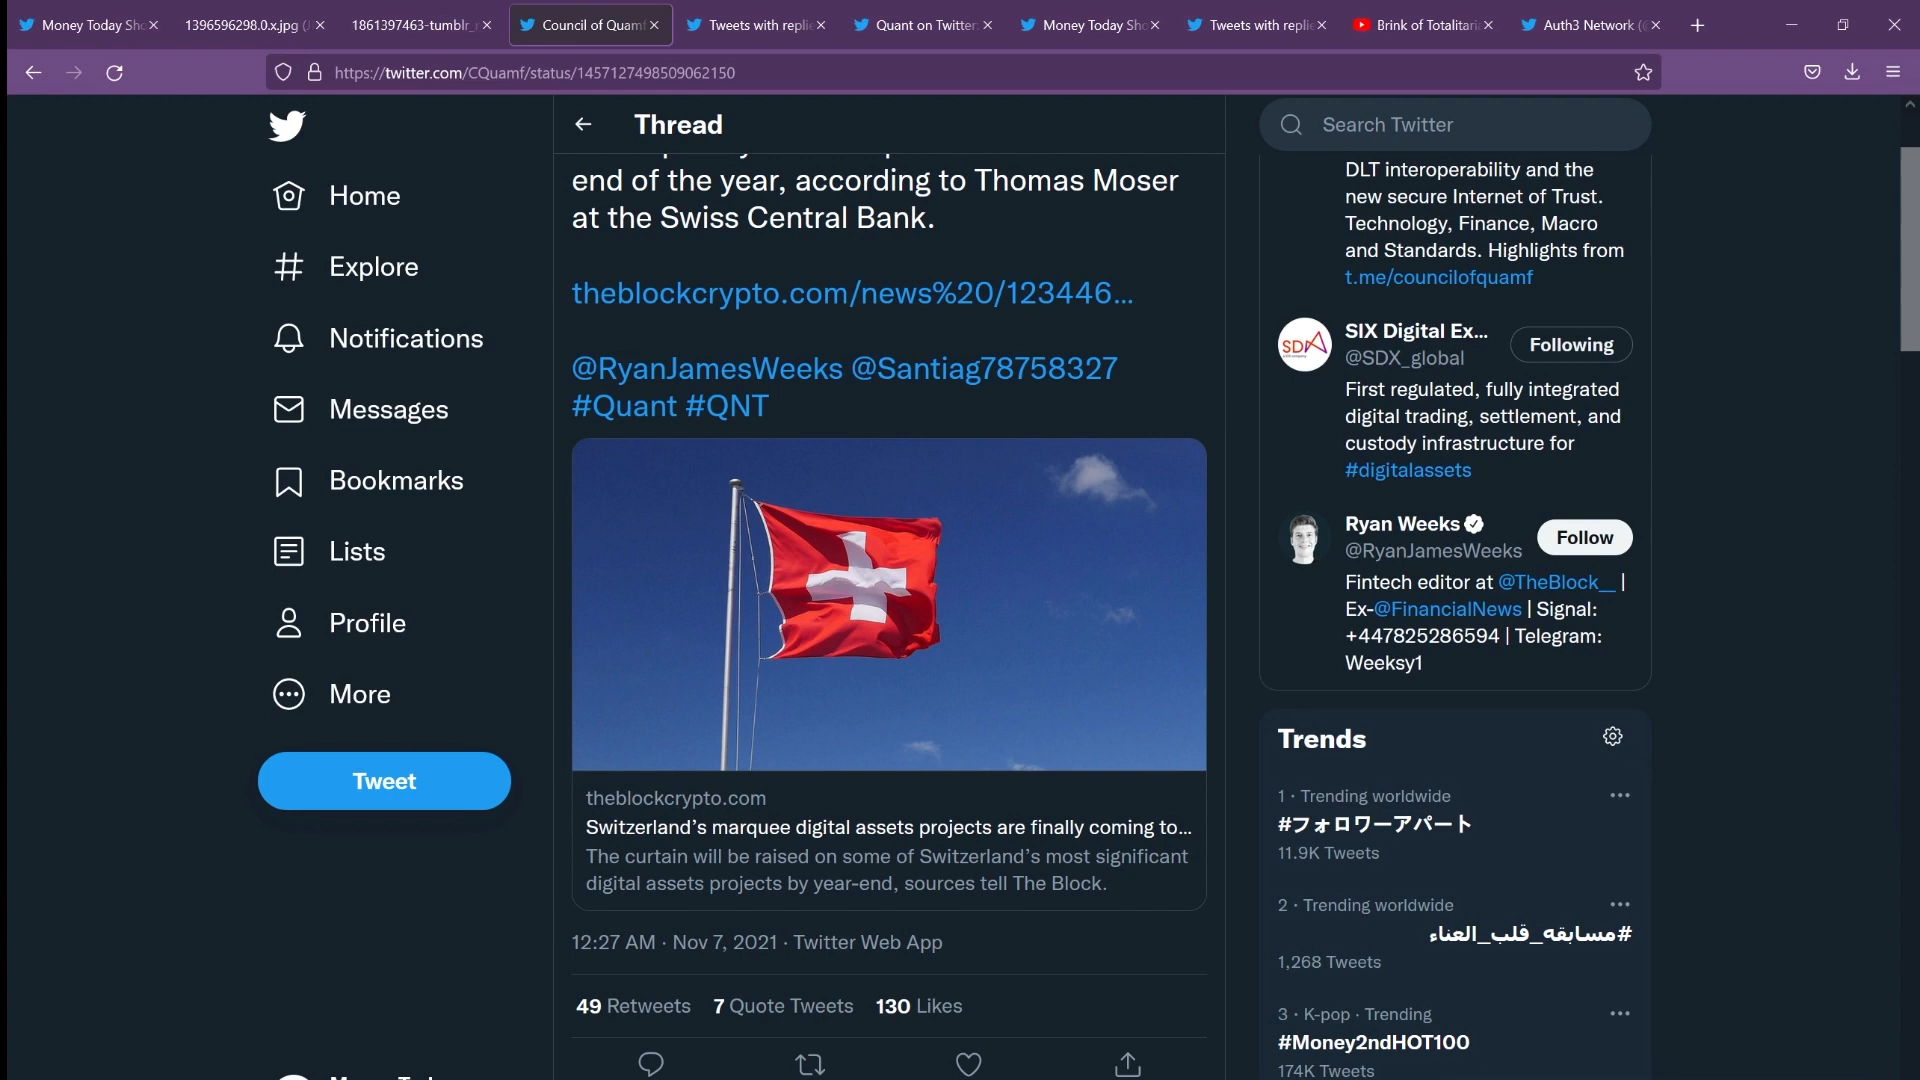 Money Today Sho
1396596298.0.x.jpg (
1861397463-tumblr_
Council of Quamf
Tweets with replie
Quant on Twitter
Money Today Sho
Tweets with replie
Brink of Totalitaria
Auth3 Network (@
https://twitter.com/CQuamf/status/1457127498509062150
Home
Explore
Notifications
Messages
Bookmarks
Lists
Profile
More
Tweet
Thread
end of the year, according to Thomas Moser
at the Swiss Central Bank.
theblockcrypto.com/news%20/123446...
@RyanJamesWeeks @Santiag78758327
#Quant #QNT
theblockcrypto.com
Switzerland's marquee digital assets projects are finally coming to...
The curtain will be raised on some of Switzerland's most significant
digital assets projects by year-end, sources tell The Block.
12:27 AM · Nov 7, 2021 · Twitter Web App
49 Retweets 7 Quote Tweets 130 Likes
Search Twitter
DLT interoperability and the
new secure Internet of Trust.
Technology, Finance, Macro
and Standards. Highlights from
t.me/councilofquamf
SDX
SIX Digital Ex...
@SDX_global
Following
First regulated, fully integrated
digital trading, settlement, and
custody infrastructure for
#digitalassets
Ryan Weeks
@RyanJamesWeeks
Follow
Fintech editor at @TheBlock__ |
Ex-@FinancialNews | Signal:
+447825286594 | Telegram:
Weeksy1
Trends
1 · Trending worldwide
#フォロワーアパート
11.9K Tweets
2 · Trending worldwide
#مسابقه_قلب_العناء
1,268 Tweets
3 · K-pop · Trending
#Money2ndHOT100
174K Tweets